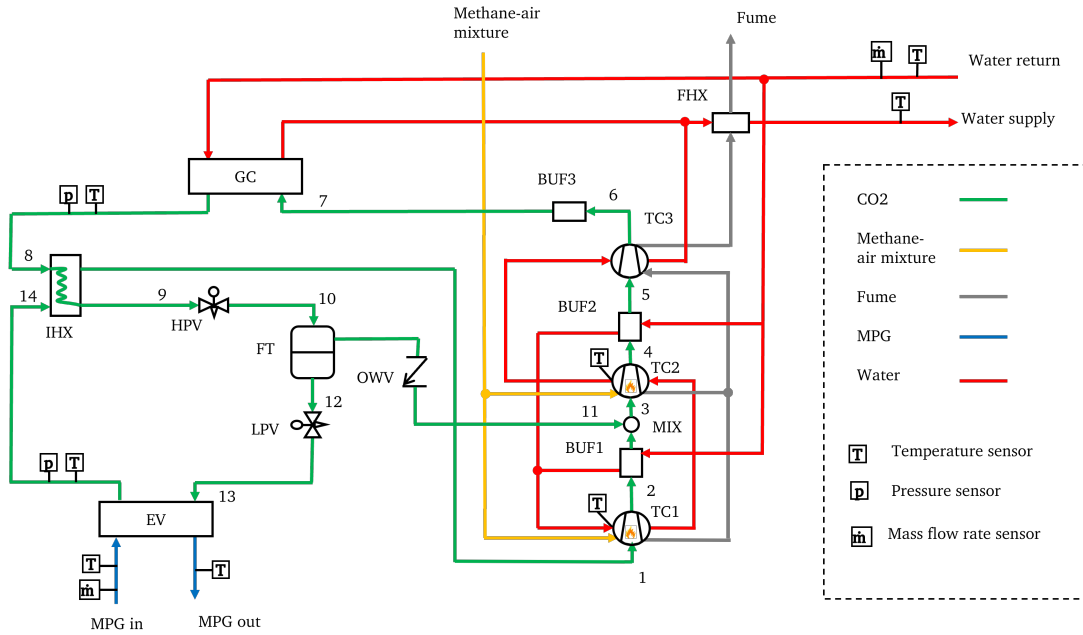 Methane-air
mixture
Fume
ṁ
T
Water return
FHX
T
Water supply
GC
BUF3
6
p
T
7
TC3
CO2
8
14
9
10
5
Methane-
air mixture
IHX
HPV
BUF2
Fume
FT
T
4
TC2
MPG
OWV
12
3
Water
LPV
11
MIX
BUF1
p
T
13
2
T
TC1
T
Temperature sensor
EV
p
Pressure sensor
T
T
ṁ
1
ṁ
Mass flow rate sensor
MPG in
MPG out